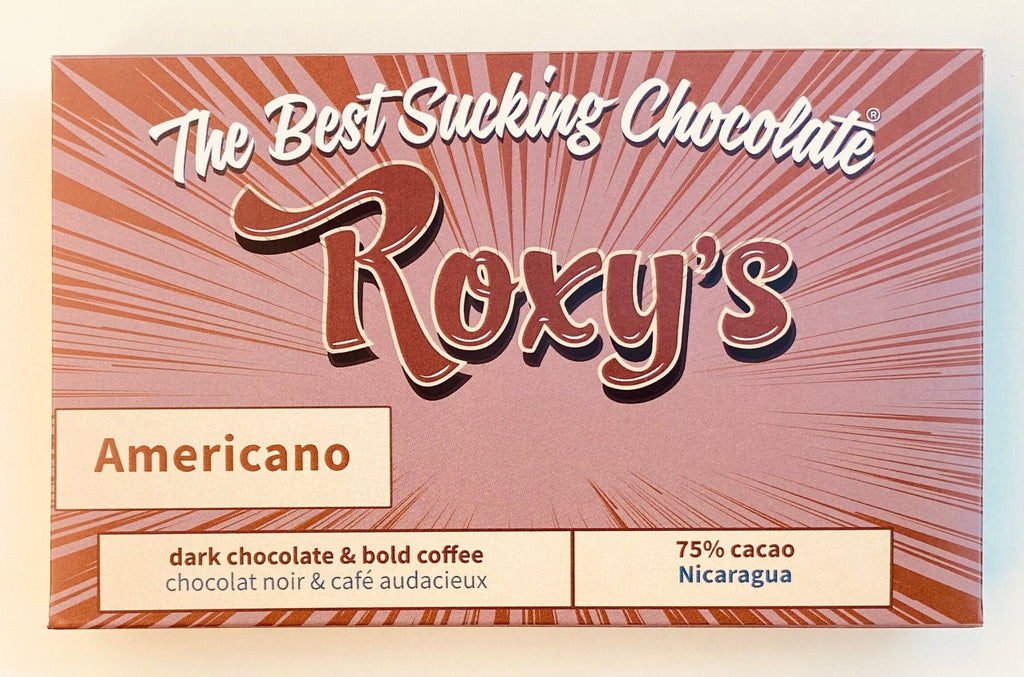 The Best Sucking Chocolate®
Roxy's
Americano
dark chocolate & bold coffee
chocolat noir & café audacieux
75% cacao
Nicaragua